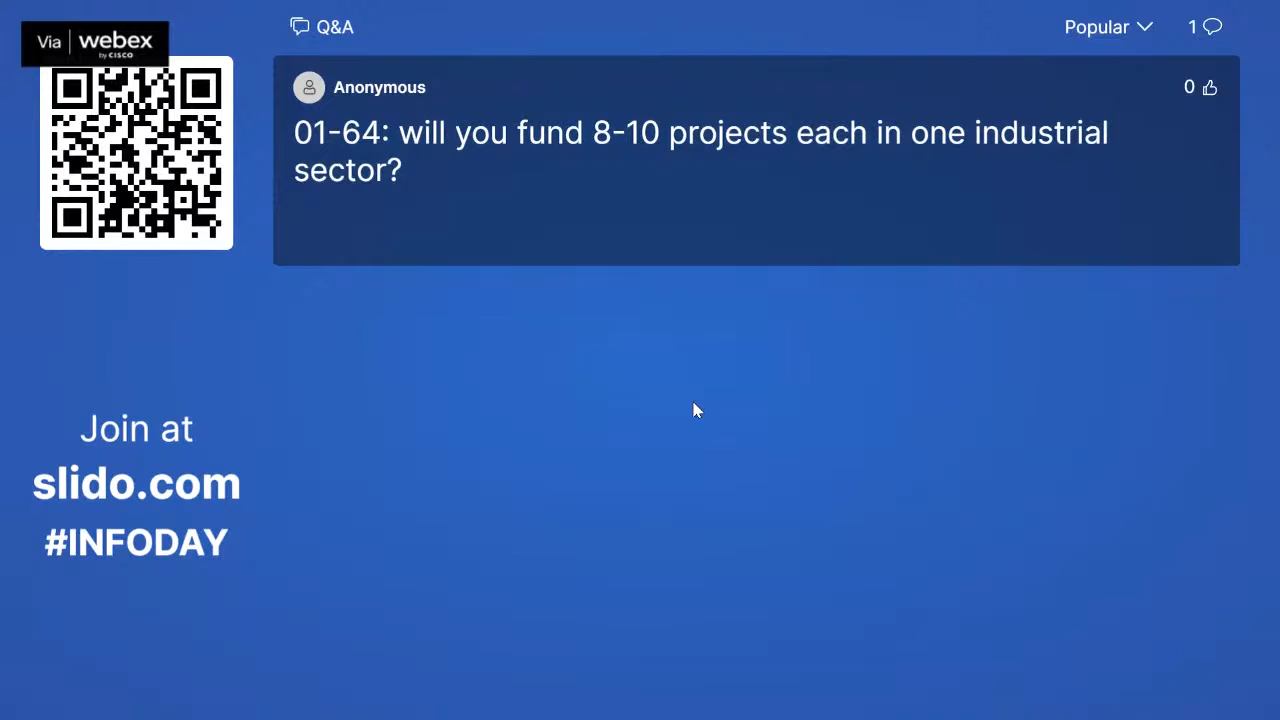 Via webex
by CISCO
Q&A
Popular
1
Anonymous
0
01-64: will you fund 8-10 projects each in one industrial
sector?
Join at
slido.com
#INFODAY